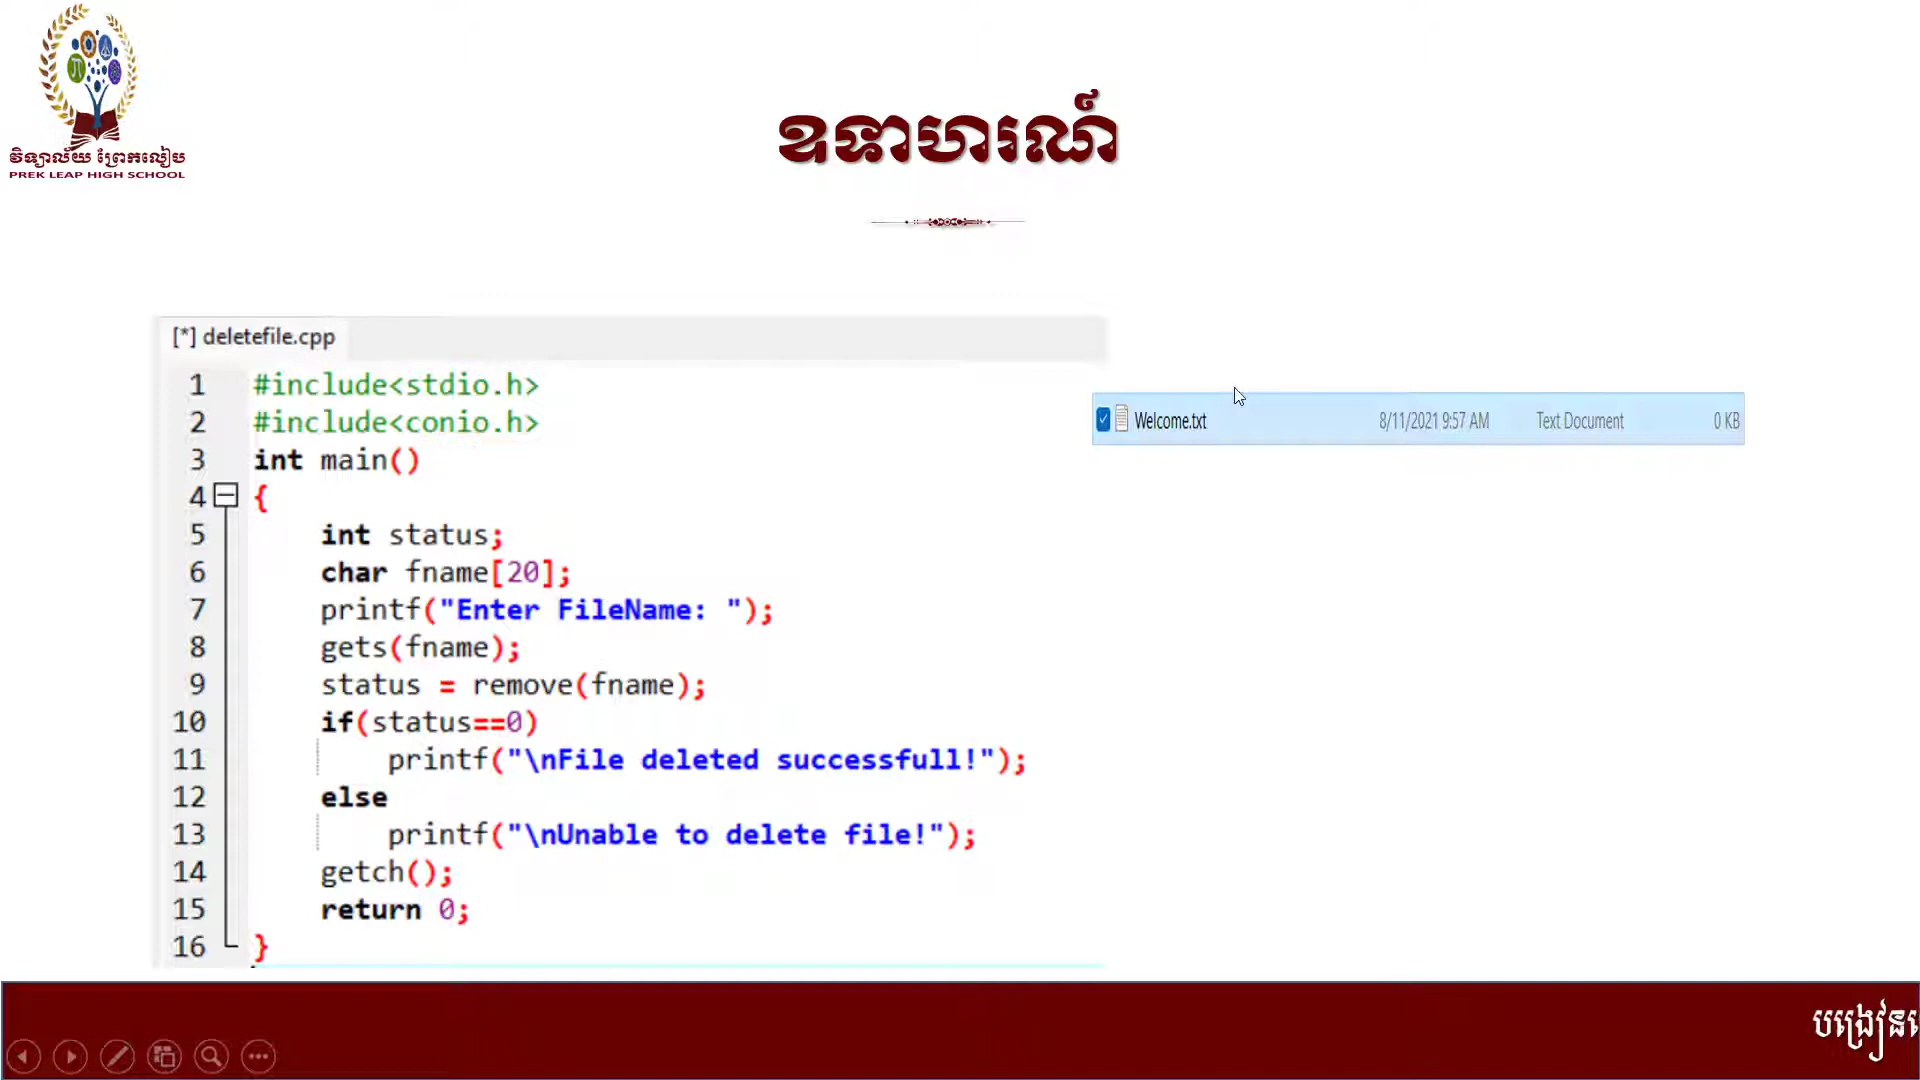 វិទ្យាល័យ ព្រែកលៀប
PREK LEAP HIGH SCHOOL
ឧទាហរណ៍
[*] deletefile.cpp
1 #include<stdio.h>
2 #include<conio.h>
3 int main()
4 {
5 int status;
6 char fname[20];
7 printf("Enter FileName: ");
8 gets(fname);
9 status = remove(fname);
10 if(status==0)
11 printf("\nFile deleted successfull!");
12 else
13 printf("\nUnable to delete file!");
14 getch();
15 return 0;
16 }
Welcome.txt 8/11/2021 9:57 AM Text Document 0 KB